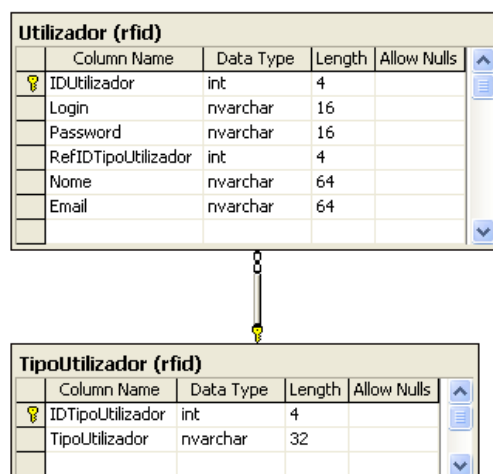 Utilizador (rfid)
Column Name Data Type Length Allow Nulls
IDUtilizador int 4
Login nvarchar 16
Password nvarchar 16
RefIDTipoUtilizador int 4
Nome nvarchar 64
Email nvarchar 64
TipoUtilizador (rfid)
Column Name Data Type Length Allow Nulls
IDTipoUtilizador int 4
TipoUtilizador nvarchar 32